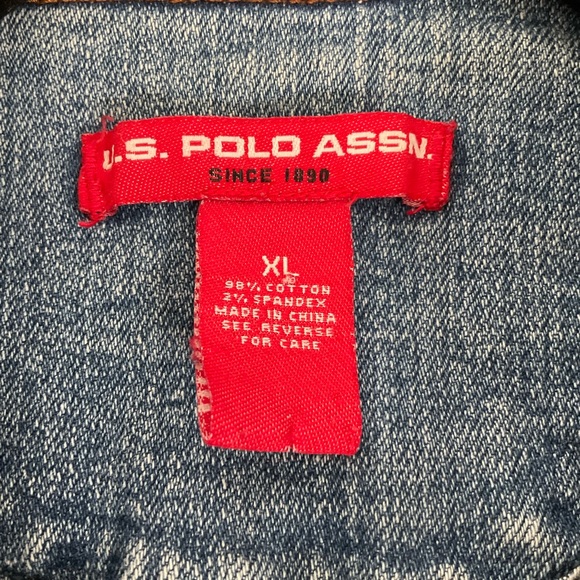 U.S. POLO ASSN.
SINCE 1890
XL
98% COTTON
2% SPANDEX
MADE IN CHINA
SEE REVERSE
FOR CARE